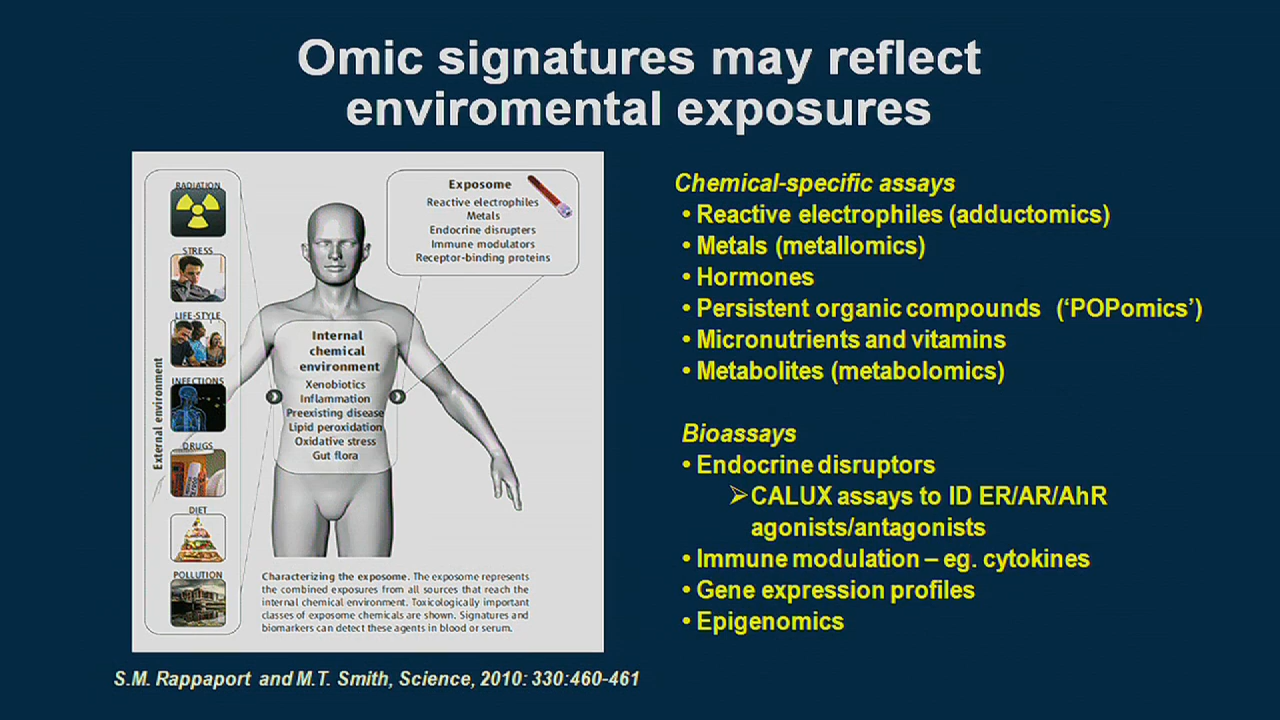 Omic signatures may reflect
enviromental exposures
RADIATION
STRESS
LIFE-STYLE
INFECTIONS
DRUGS
DIET
POLLUTION
External environment
Exposome
Reactive electrophiles
Metals
Endocrine disrupters
Immune modulators
Receptor-binding proteins
Internal
chemical
environment
Xenobiotics
Inflammation
Preexisting disease
Lipid peroxidation
Oxidative stress
Gut flora
Characterizing the exposome. The exposome represents
the combined exposures from all sources that reach the
internal chemical environment. Toxicologically important
classes of exposome chemicals are shown. Signatures and
biomarkers can detect these agents in blood or serum.
S.M. Rappaport and M.T. Smith, Science, 2010: 330:460-461
Chemical-specific assays
• Reactive electrophiles (adductomics)
• Metals (metallomics)
• Hormones
• Persistent organic compounds (‘POPomics’)
• Micronutrients and vitamins
• Metabolites (metabolomics)
Bioassays
• Endocrine disruptors
➢CALUX assays to ID ER/AR/AhR
agonists/antagonists
• Immune modulation – eg. cytokines
• Gene expression profiles
• Epigenomics